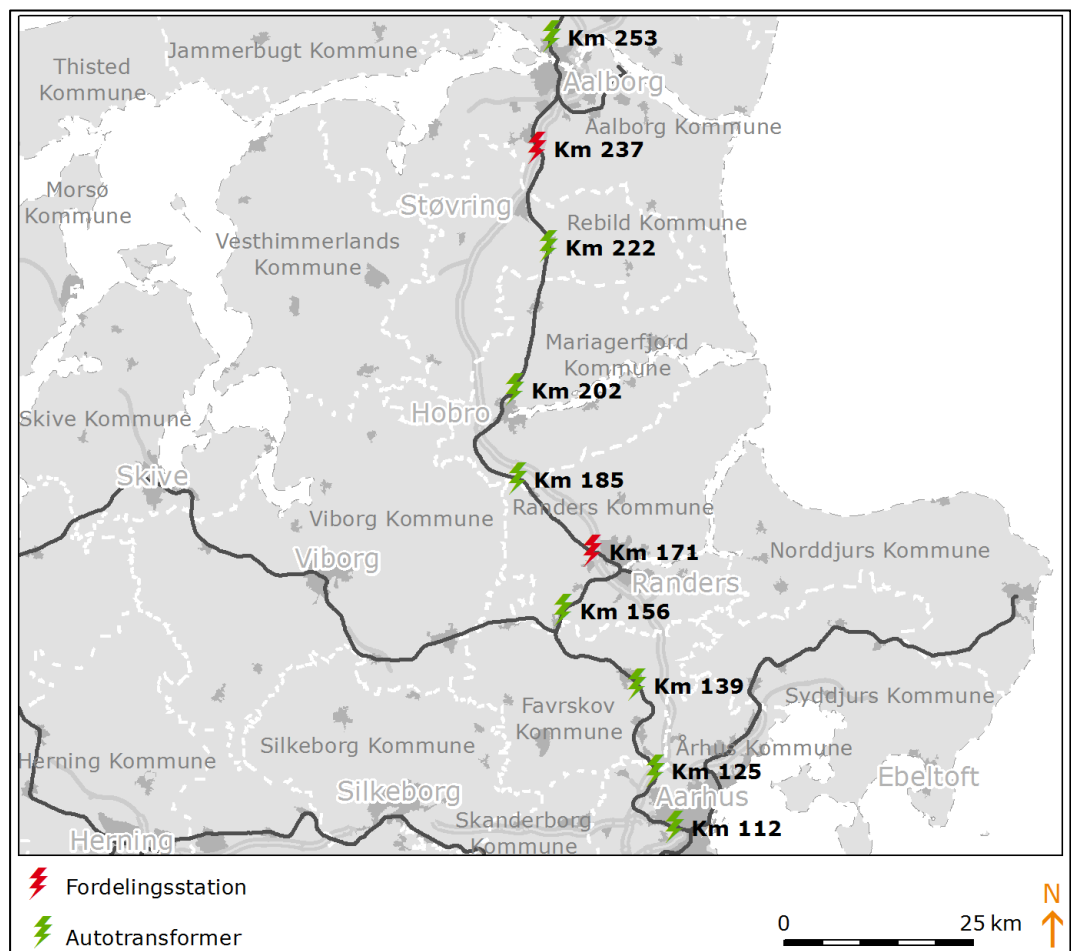 Km 253
Jammerbugt Kommune
Thisted
Kommune
Aalborg
Aalborg Kommune
Km 237
Morsø
Kommune
Støvring
Rebild Kommune
Vesthimmerlands
Kommune
Km 222
Mariagerfjord
Kommune
Km 202
Hobro
Skive Kommune
Skive
Km 185
Randers Kommune
Viborg Kommune
Km 171
Norddjurs Kommune
Viborg
Randers
Km 156
Km 139
Syddjurs Kommune
Favrskov
Kommune
Silkeborg Kommune
Århus Kommune
Herning Kommune
Km 125
Ebeltoft
Silkeborg
Aarhus
Skanderborg
Kommune
Km 112
Herning
Fordelingsstation
Autotransformer
0 25 km
N